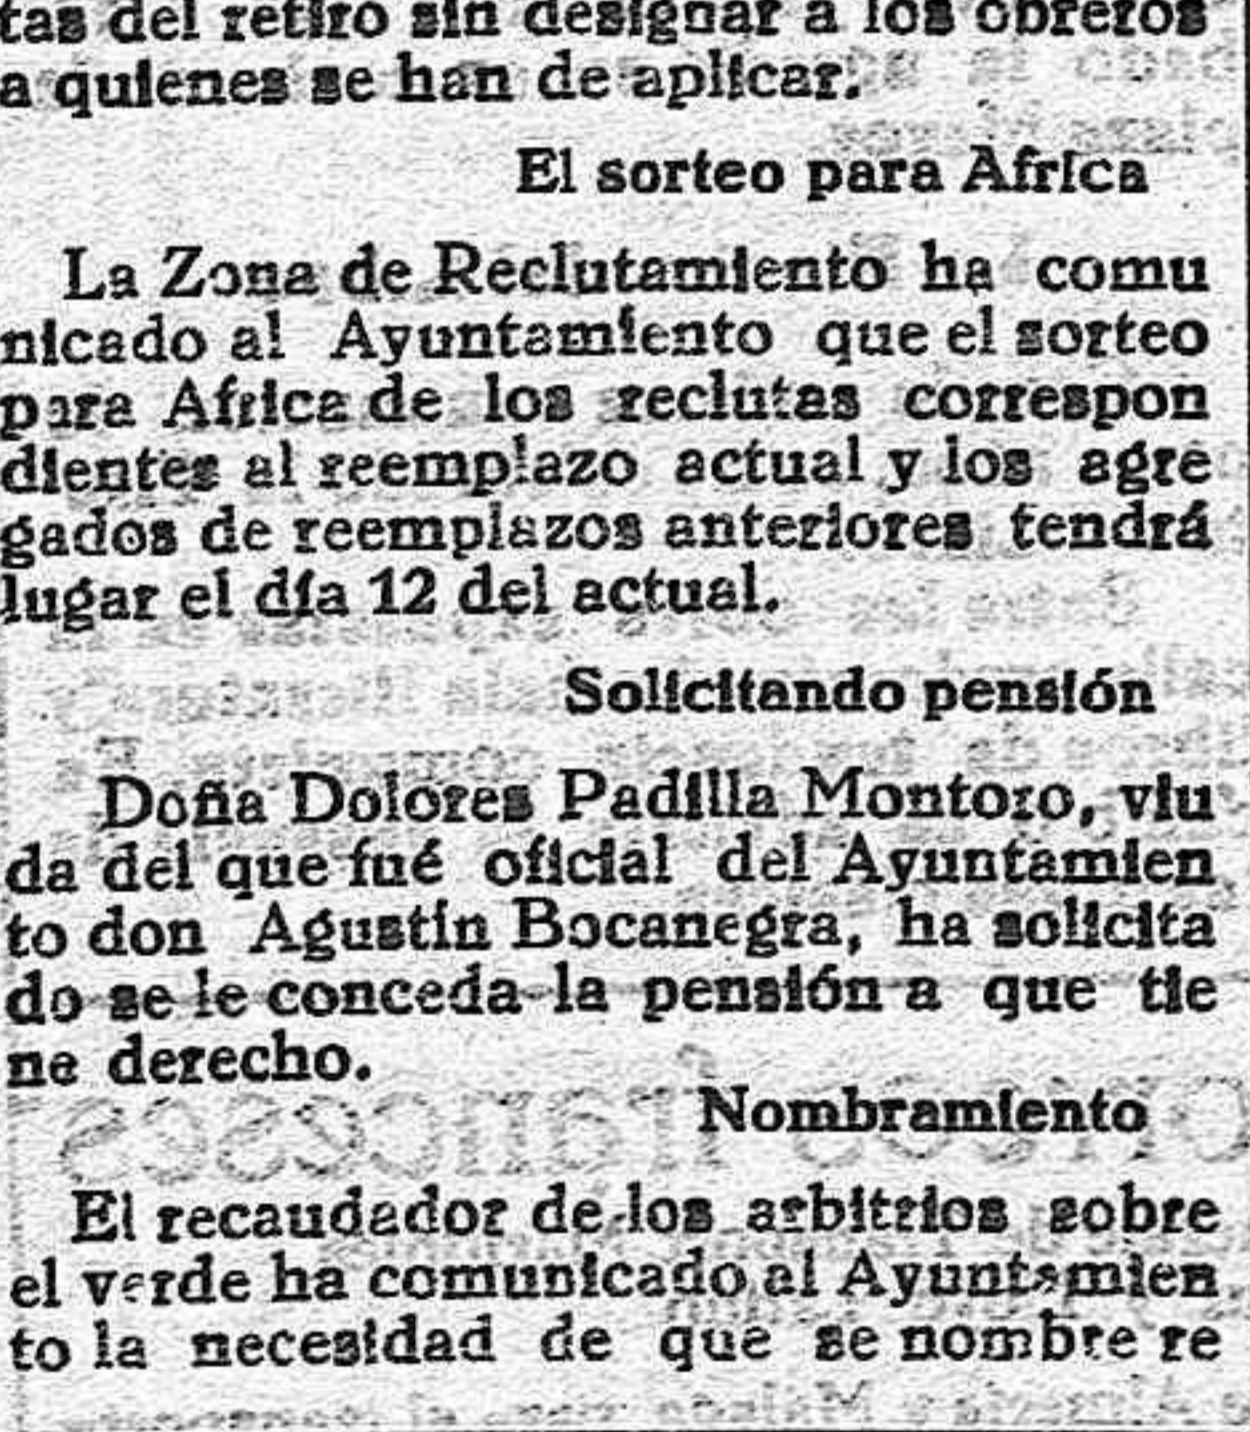 tas del retiro sin designar a los obreros
a quienes se han de aplicar.
El sorteo para Africa
La Zona de Reclutamiento ha comu
nicado al Ayuntamiento que el sorteo
para Africa de los reclutas correspon
dientes al reemplazo actual y los agre
gados de reemplazos anteriores tendrá
lugar el día 12 del actual.
Solicitando pensión
Doña Dolores Padilla Montoro, viu
da del que fué oficial del Ayuntamien
to don Agustín Bocanegra, ha solicita
do se le conceda la pensión a que tie
ne derecho.
Nombramiento
El recaudador de los arbitrios sobre
el verde ha comunicado al Ayuntamien
to la necesidad de que se nombre re